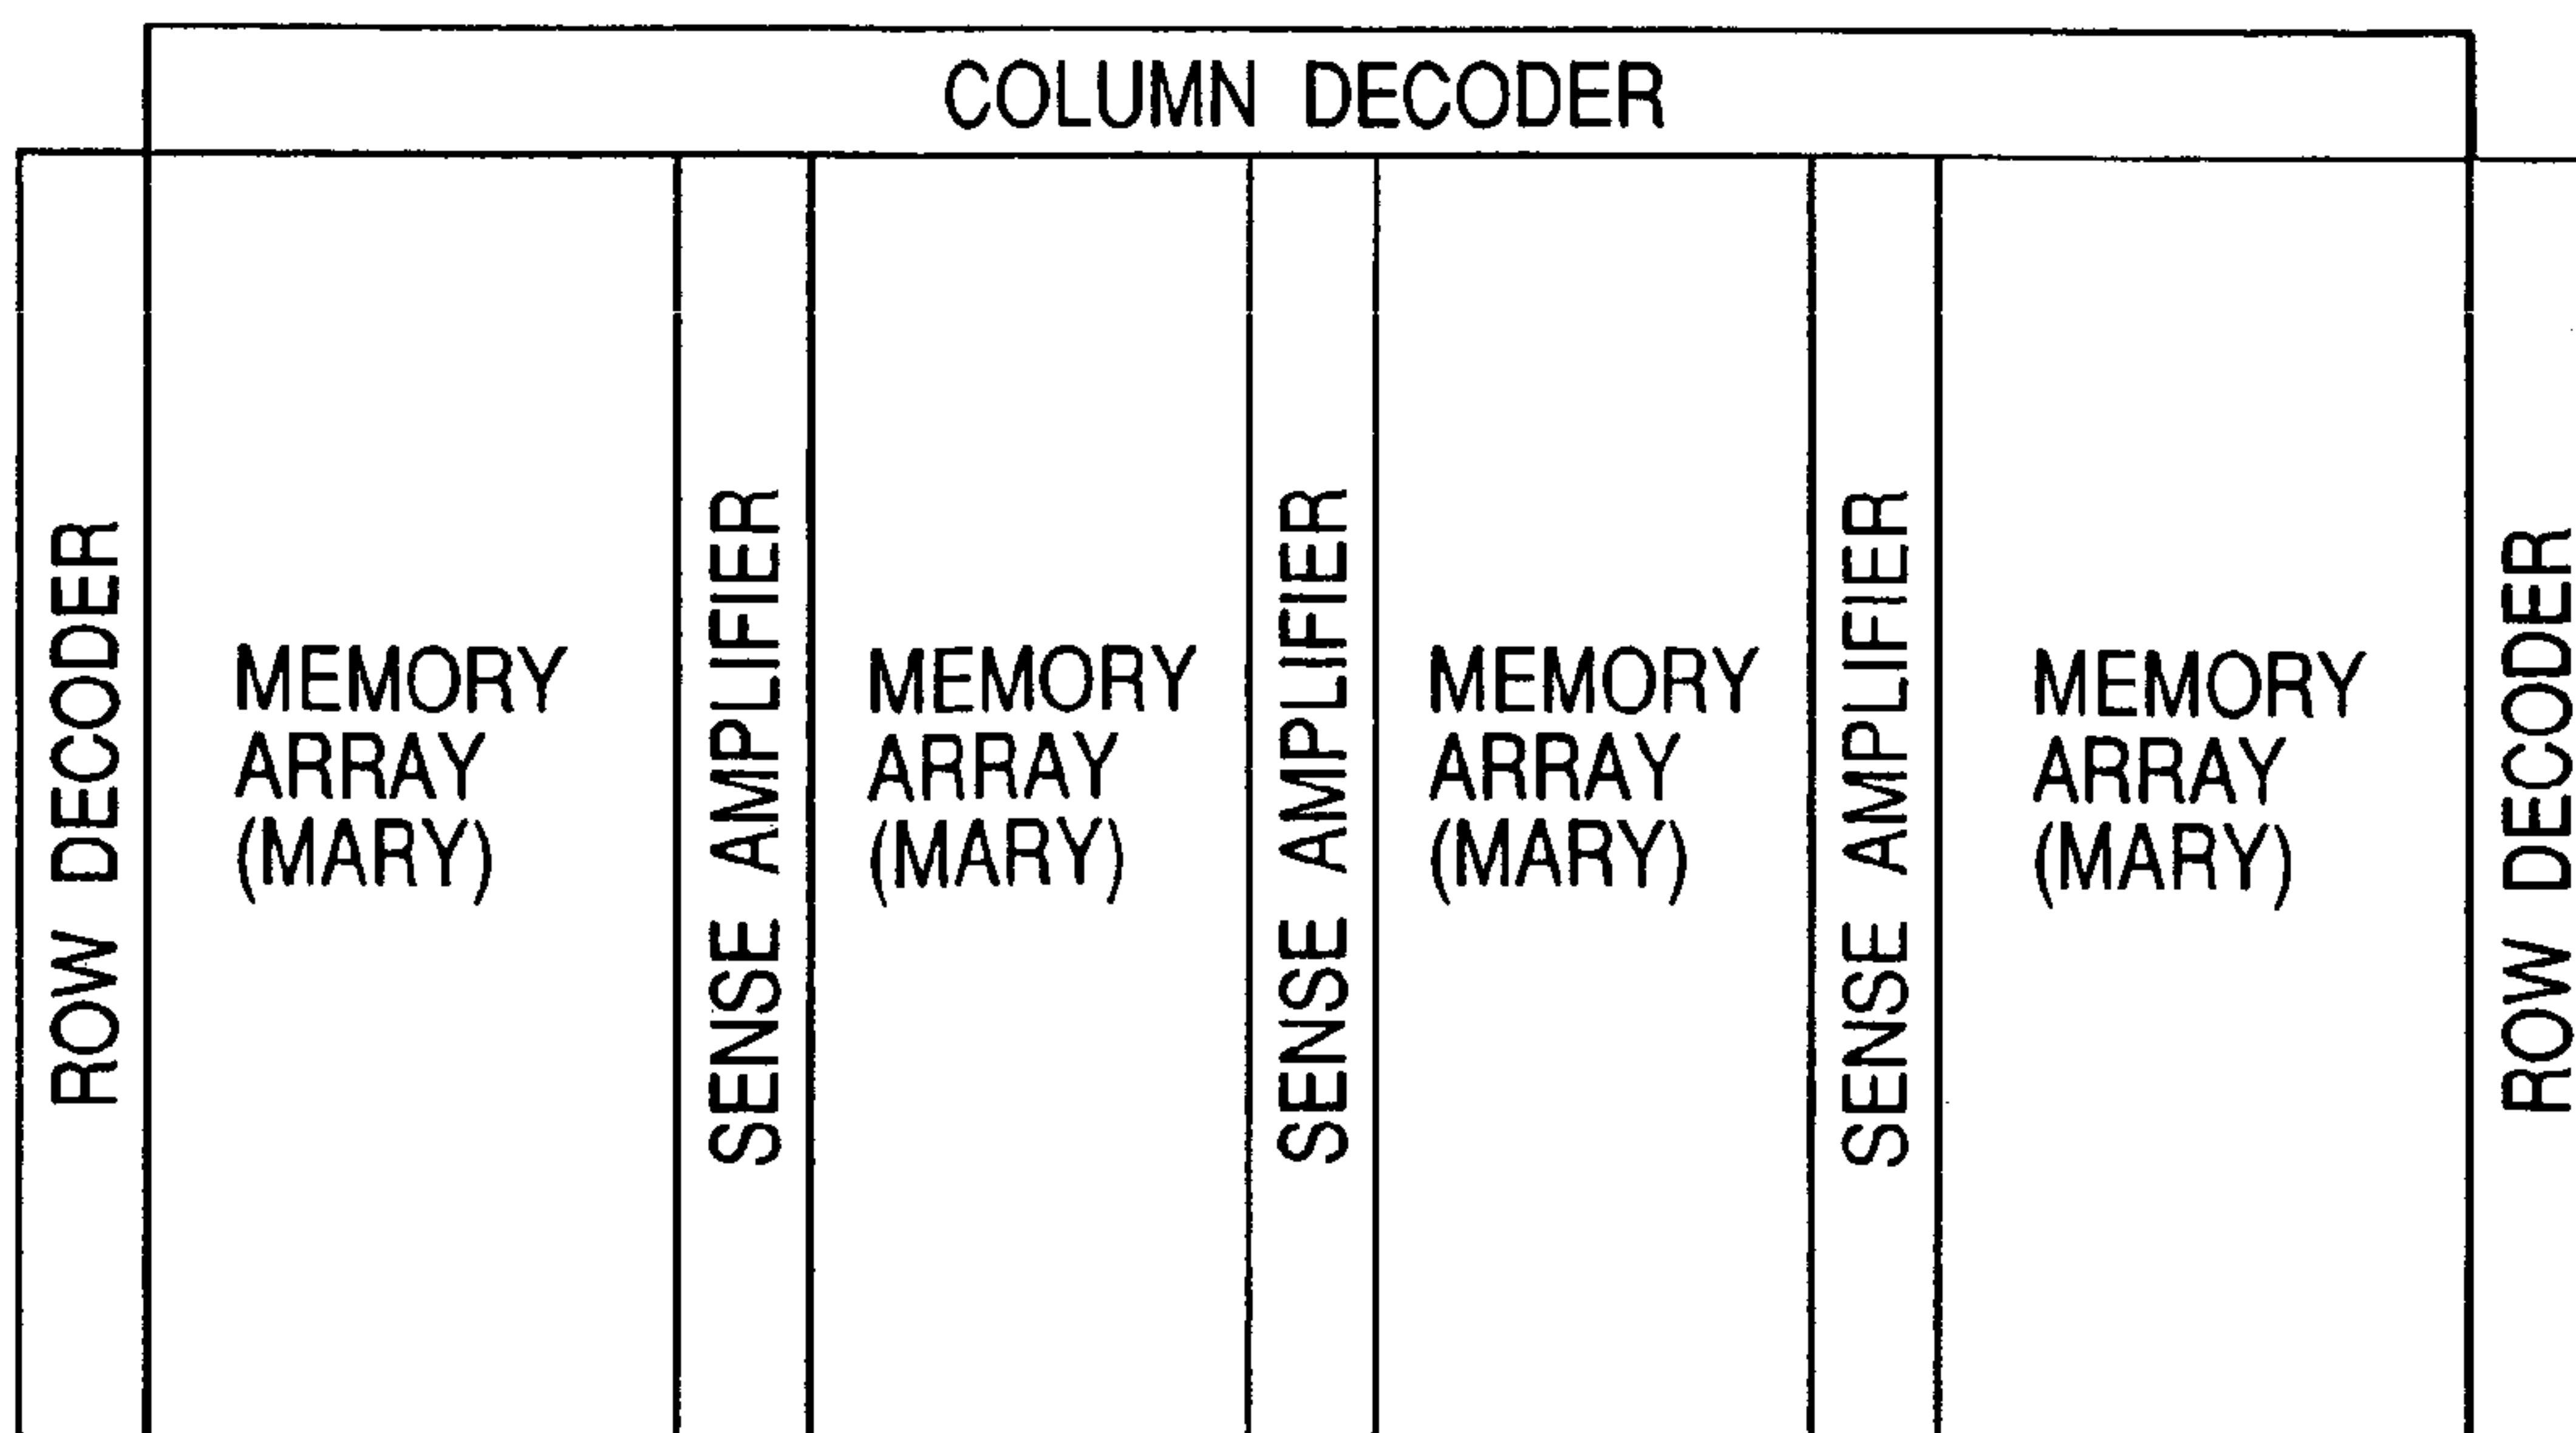 COLUMN DECODER
ROW DECODER
MEMORY
ARRAY
(MARY)
SENSE AMPLIFIER
MEMORY
ARRAY
(MARY)
SENSE AMPLIFIER
MEMORY
ARRAY
(MARY)
SENSE AMPLIFIER
MEMORY
ARRAY
(MARY)
ROW DECODER